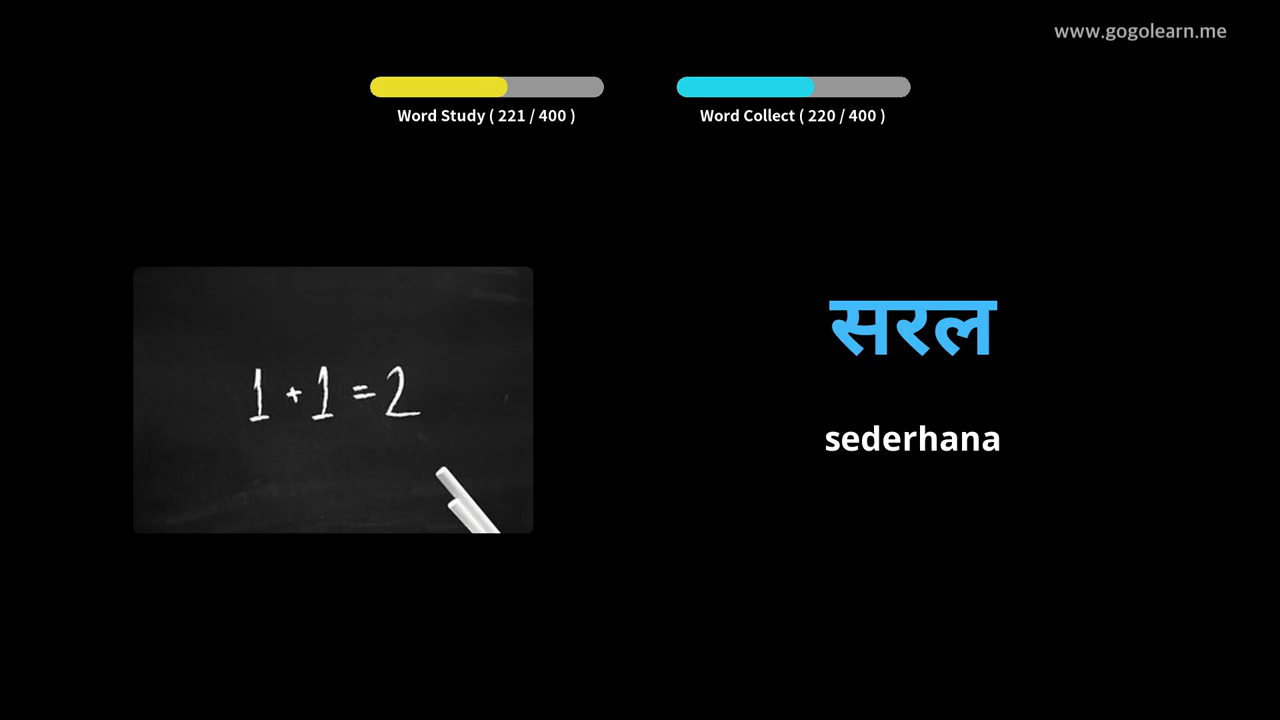 www.gogolearn.me
Word Study ( 221 / 400 )
Word Collect ( 220 / 400 )
1 + 1 = 2
सरल
sederhana